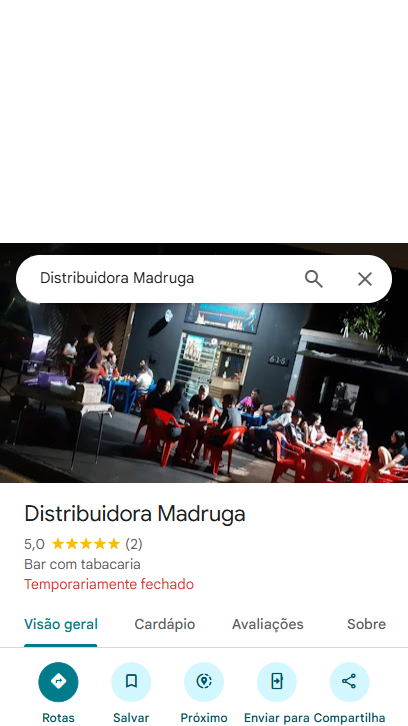 Distribuidora Madruga
Distribuidora Madruga
5,0 ★★★★★ (2)
Bar com tabacaria
Temporariamente fechado
Visão geral Cardápio Avaliações Sobre
Rotas Salvar Próximo Enviar para Compartilha